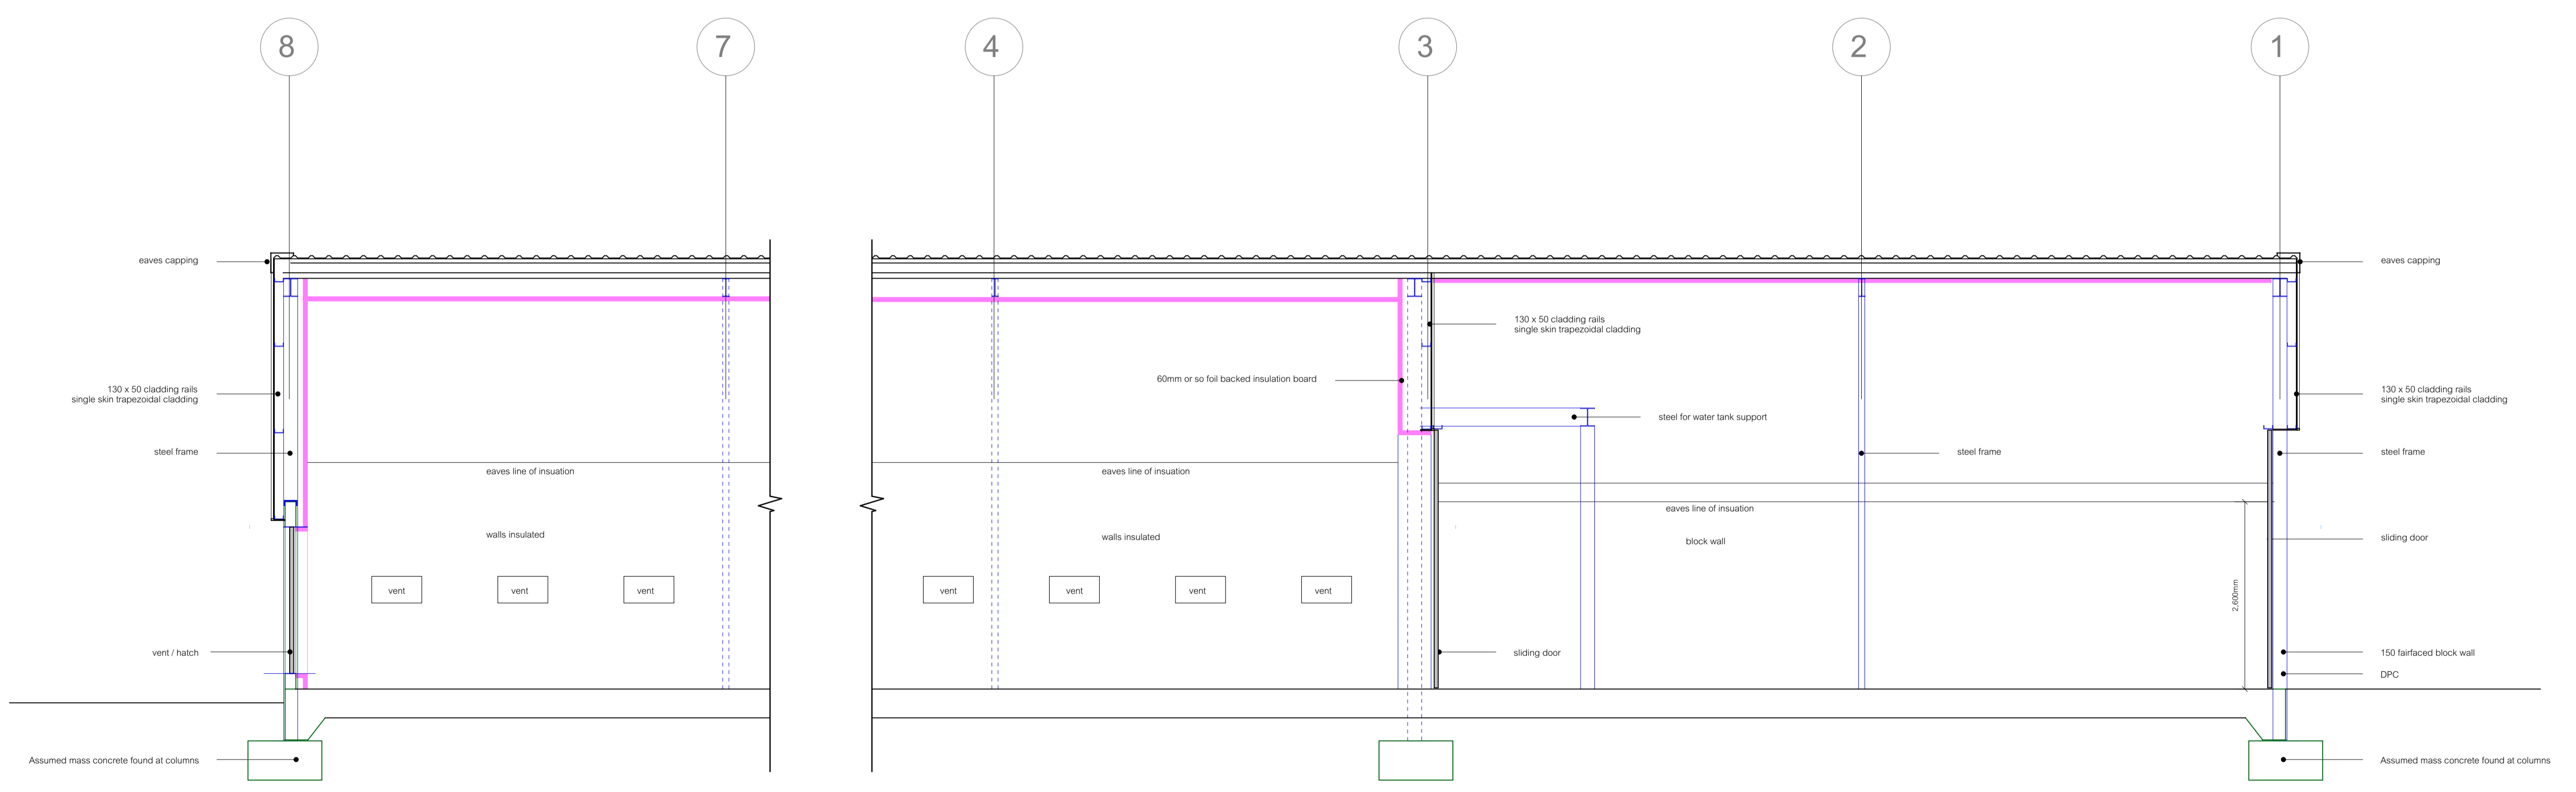 8 7 4 3 2 1
eaves capping
eaves capping
130 x 50 cladding rails
single skin trapezoidal cladding
60mm or so foil backed insulation board
130 x 50 cladding rails
single skin trapezoidal cladding
130 x 50 cladding rails
single skin trapezoidal cladding
steel for water tank support
steel frame
steel frame
steel frame
eaves line of insuation
eaves line of insuation
eaves line of insuation
walls insulated
walls insulated
block wall
sliding door
vent
vent
vent
vent
vent
vent
vent
2,600mm
vent / hatch
sliding door
150 fairfaced block wall
DPC
Assumed mass concrete found at columns
Assumed mass concrete found at columns